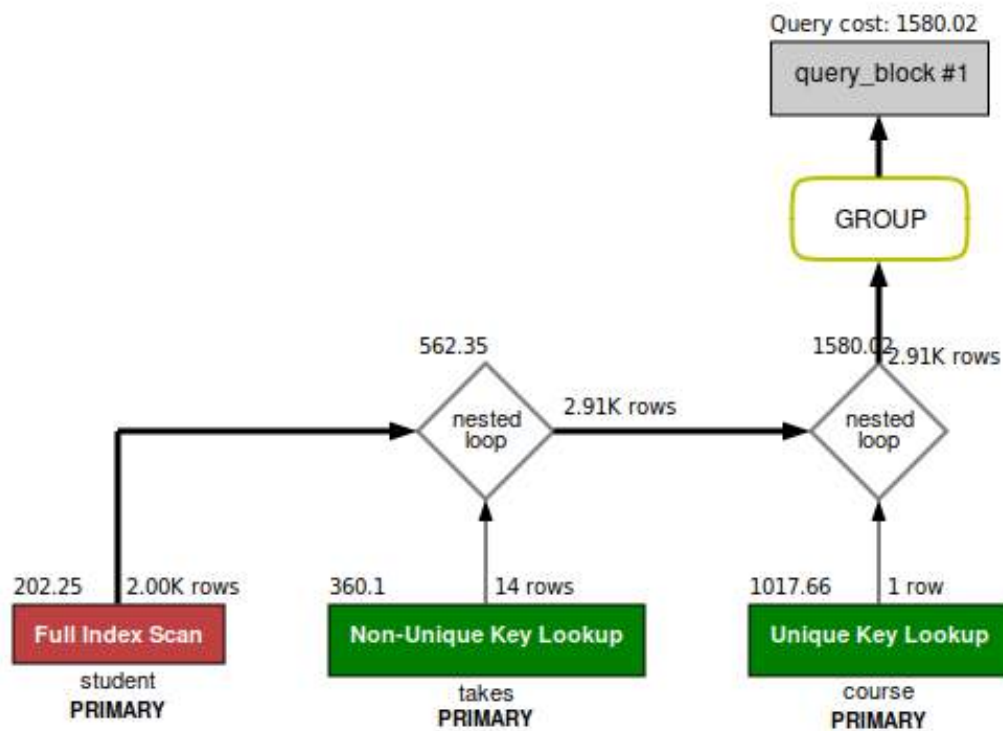 Query cost: 1580.02
query_block #1
GROUP
562.35
1580.02
2.91K rows
nested
loop
2.91K rows
nested
loop
202.25
2.00K rows
360.1
14 rows
1017.66
1 row
Full Index Scan
Non-Unique Key Lookup
Unique Key Lookup
student
PRIMARY
takes
PRIMARY
course
PRIMARY